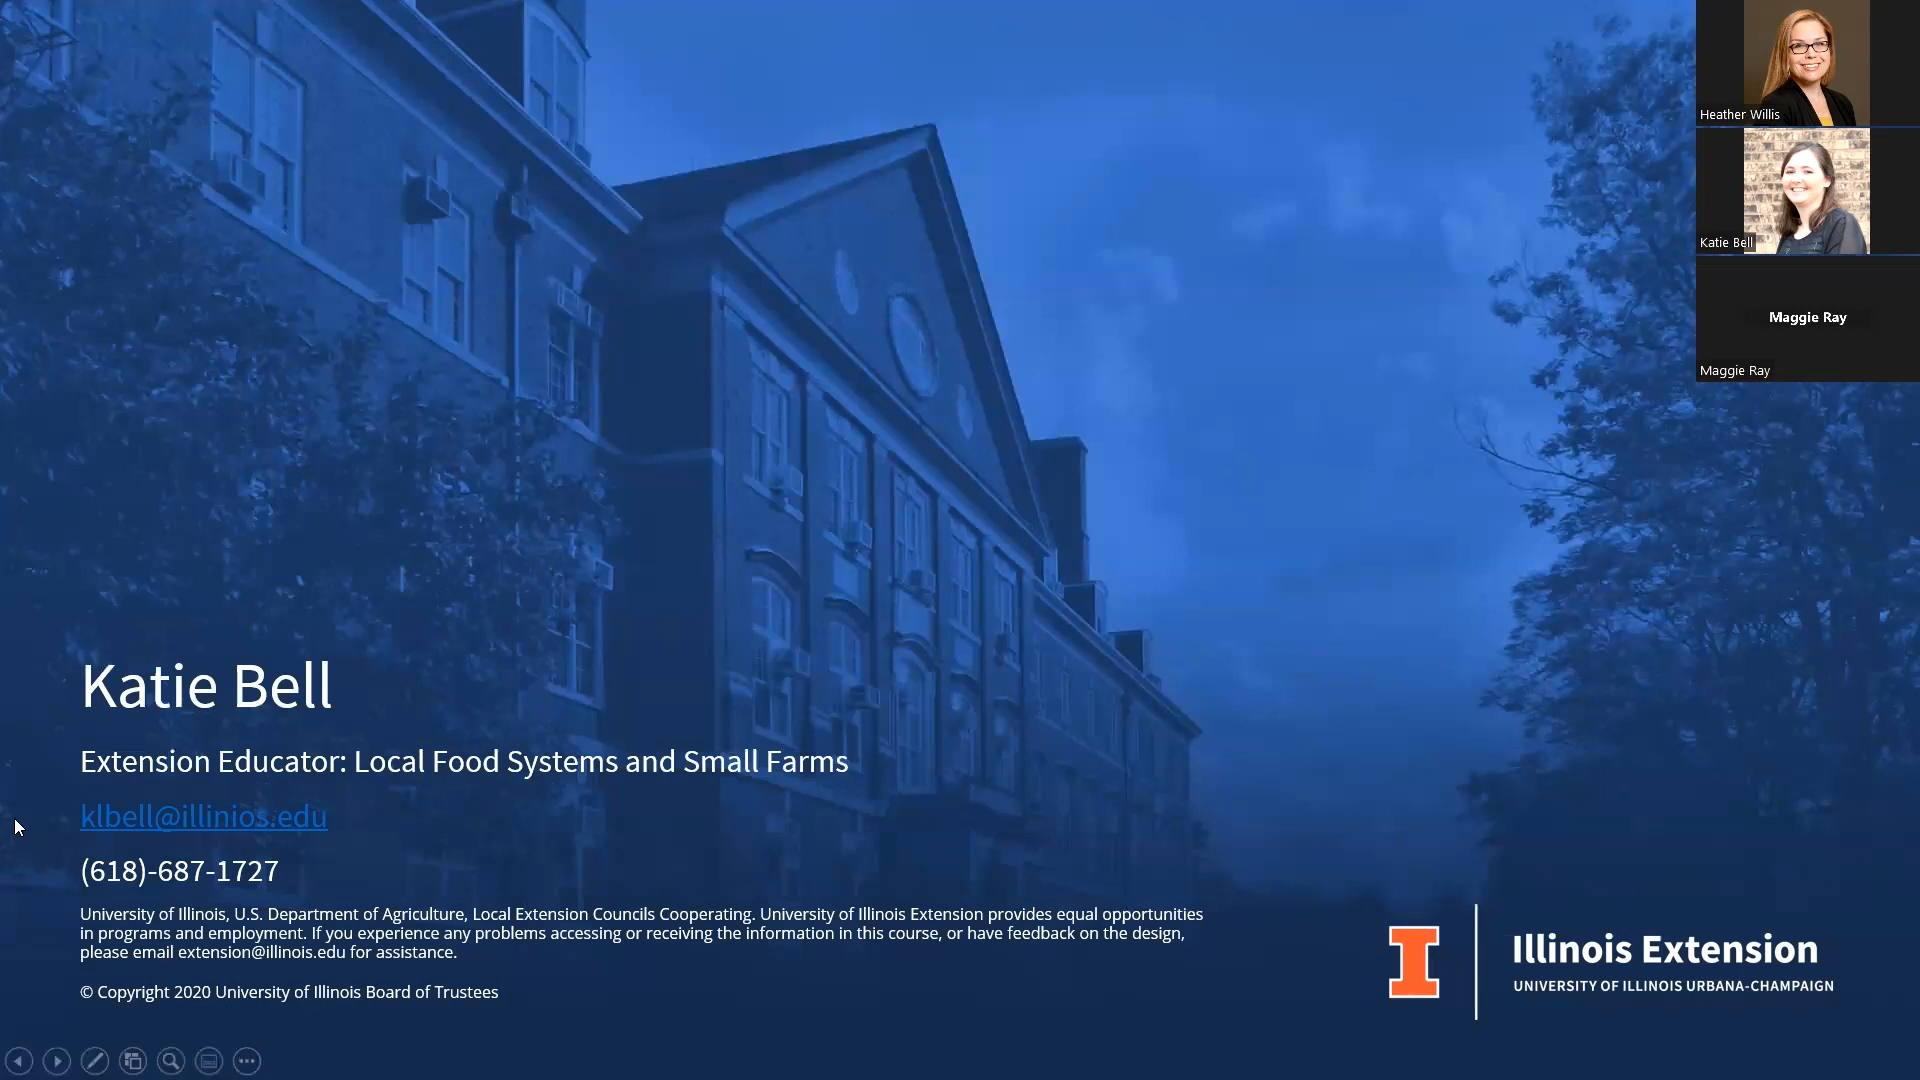 Heather Willis
Katie Bell
Maggie Ray
Maggie Ray
Katie Bell
Extension Educator: Local Food Systems and Small Farms
klbell@illinios.edu
(618)-687-1727
University of Illinois, U.S. Department of Agriculture, Local Extension Councils Cooperating. University of Illinois Extension provides equal opportunities
in programs and employment. If you experience any problems accessing or receiving the information in this course, or have feedback on the design,
please email extension@illinois.edu for assistance.
© Copyright 2020 University of Illinois Board of Trustees
I
Illinois Extension
UNIVERSITY OF ILLINOIS URBANA-CHAMPAIGN